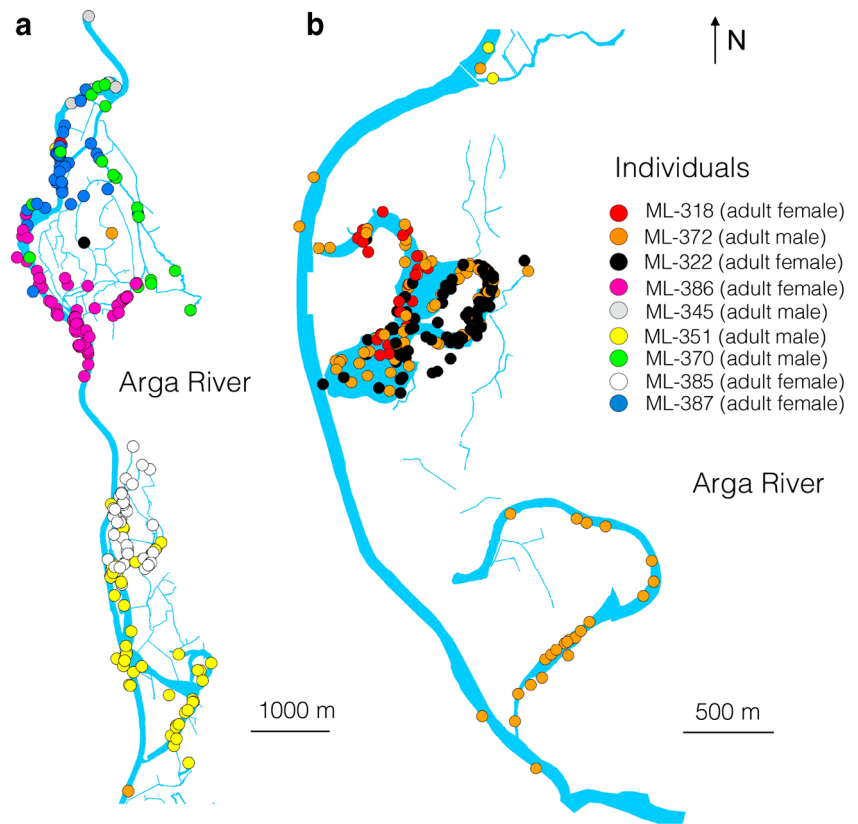 a
b
N
Individuals
ML-318 (adult female)
ML-372 (adult male)
ML-322 (adult female)
ML-386 (adult female)
ML-345 (adult male)
ML-351 (adult male)
ML-370 (adult male)
ML-385 (adult female)
ML-387 (adult female)
Arga River
Arga River
1000 m
500 m